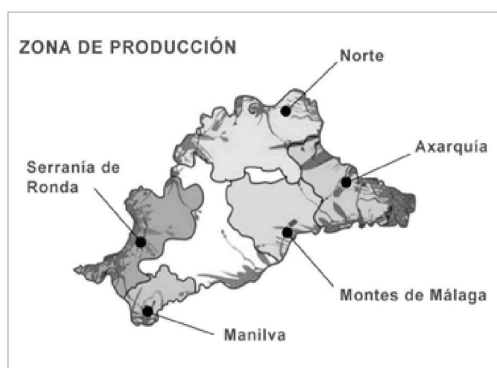 ZONA DE PRODUCCIÓN
Norte
Axarquía
Serranía de
Ronda
Montes de Málaga
Manilva